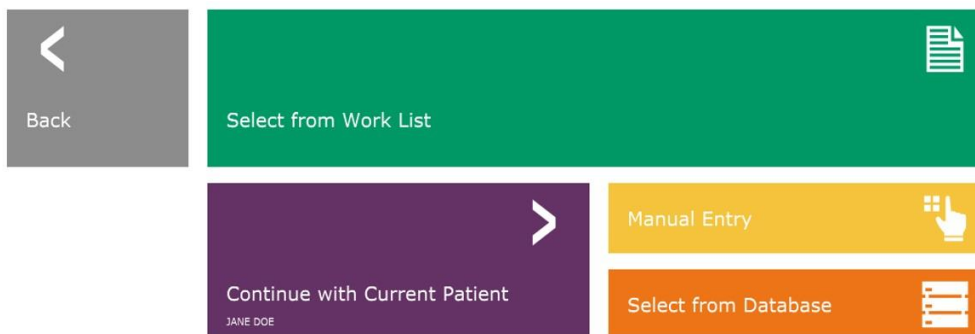 Back
Select from Work List
Manual Entry
Continue with Current Patient
JANE DOE
Select from Database